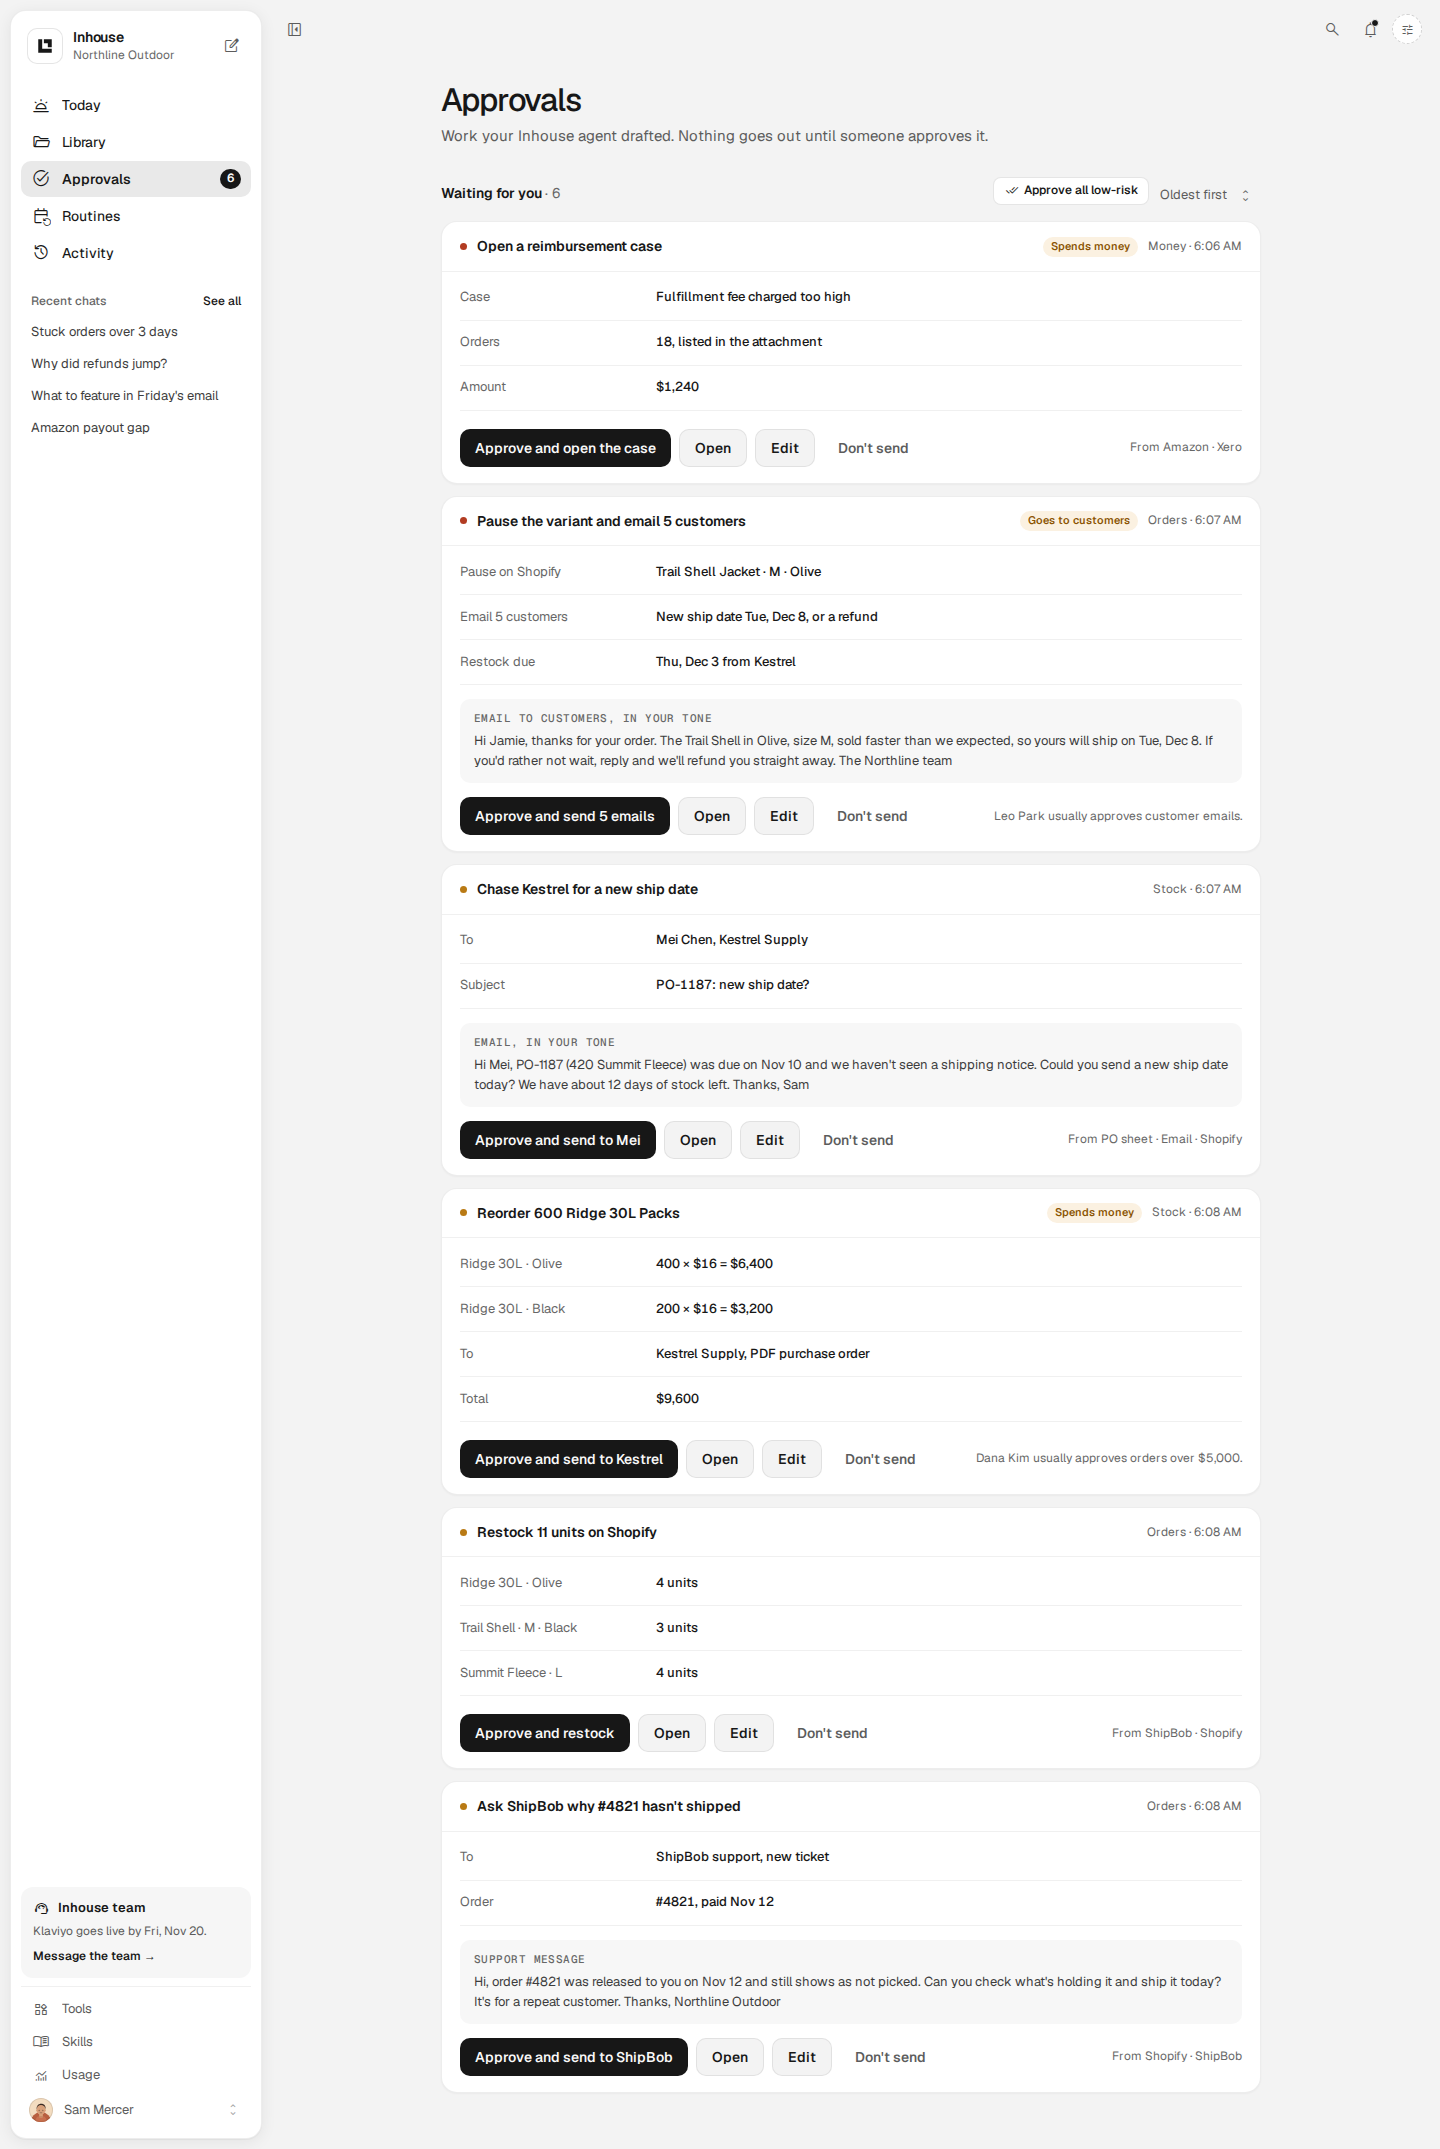 Inhouse
Northline Outdoor
Today
Library
Approvals 6
Routines
Activity
Recent chats See all
Stuck orders over 3 days
Why did refunds jump?
What to feature in Friday's email
Amazon payout gap
Inhouse team
Klaviyo goes live by Fri, Nov 20.
Message the team →
Tools
Skills
Usage
Sam Mercer
Approvals
Work your Inhouse agent drafted. Nothing goes out until someone approves it.
Waiting for you · 6 Approve all low-risk Oldest first
Open a reimbursement case Spends money Money · 6:06 AM
Case Fulfillment fee charged too high
Orders 18, listed in the attachment
Amount $1,240
Approve and open the case Open Edit Don't send From Amazon · Xero
Pause the variant and email 5 customers Goes to customers Orders · 6:07 AM
Pause on Shopify Trail Shell Jacket · M · Olive
Email 5 customers New ship date Tue, Dec 8, or a refund
Restock due Thu, Dec 3 from Kestrel
EMAIL TO CUSTOMERS, IN YOUR TONE
Hi Jamie, thanks for your order. The Trail Shell in Olive, size M, sold faster than we expected, so yours will ship on Tue, Dec 8. If
you'd rather not wait, reply and we'll refund you straight away. The Northline team
Approve and send 5 emails Open Edit Don't send Leo Park usually approves customer emails.
Chase Kestrel for a new ship date Stock · 6:07 AM
To Mei Chen, Kestrel Supply
Subject PO-1187: new ship date?
EMAIL, IN YOUR TONE
Hi Mei, PO-1187 (420 Summit Fleece) was due on Nov 10 and we haven't seen a shipping notice. Could you send a new ship date
today? We have about 12 days of stock left. Thanks, Sam
Approve and send to Mei Open Edit Don't send From PO sheet · Email · Shopify
Reorder 600 Ridge 30L Packs Spends money Stock · 6:08 AM
Ridge 30L · Olive 400 × $16 = $6,400
Ridge 30L · Black 200 × $16 = $3,200
To Kestrel Supply, PDF purchase order
Total $9,600
Approve and send to Kestrel Open Edit Don't send Dana Kim usually approves orders over $5,000.
Restock 11 units on Shopify Orders · 6:08 AM
Ridge 30L · Olive 4 units
Trail Shell · M · Black 3 units
Summit Fleece · L 4 units
Approve and restock Open Edit Don't send From ShipBob · Shopify
Ask ShipBob why #4821 hasn't shipped Orders · 6:08 AM
To ShipBob support, new ticket
Order #4821, paid Nov 12
SUPPORT MESSAGE
Hi, order #4821 was released to you on Nov 12 and still shows as not picked. Can you check what's holding it and ship it today?
It's for a repeat customer. Thanks, Northline Outdoor
Approve and send to ShipBob Open Edit Don't send From Shopify · ShipBob